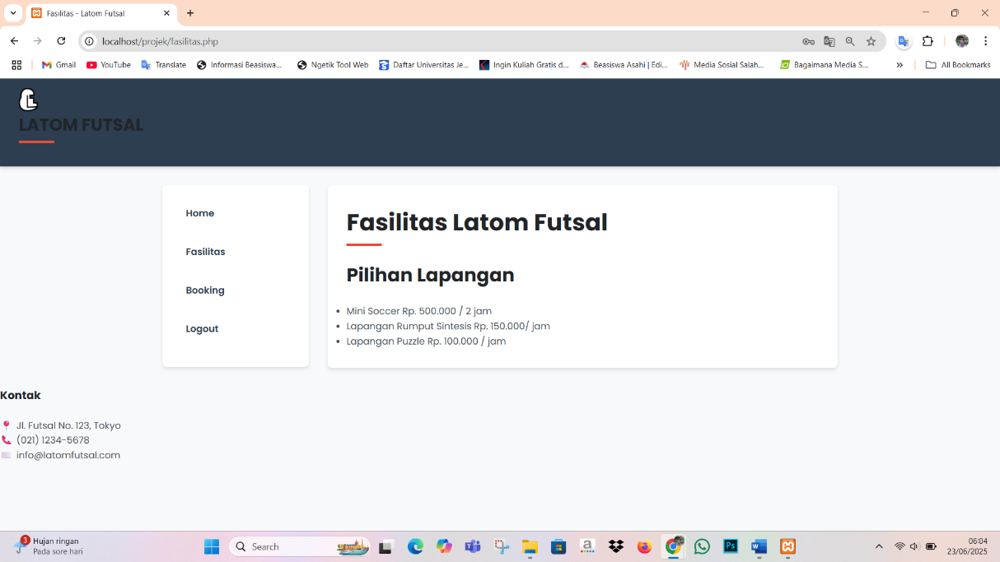 Fasilitas - Latom Futsal
localhost/projek/fasilitas.php
Gmail YouTube Translate Informasi Beasiswa... Ngetik Tool Web Daftar Universitas Je... Ingin Kuliah Gratis d... Beasiswa Asahi | Edi... Media Sosial Salah... Bagaimana Media S... » All Bookmarks
L
LATOM FUTSAL
Home
Fasilitas
Booking
Logout
Fasilitas Latom Futsal
Pilihan Lapangan
• Mini Soccer Rp. 500.000 / 2 jam
• Lapangan Rumput Sintesis Rp. 150.000/ jam
• Lapangan Puzzle Rp. 100.000 / jam
Kontak
Jl. Futsal No. 123, Tokyo
(021) 1234-5678
info@latomfutsal.com
3
Hujan ringan
Pada sore hari
Search
a
Ps
W
06:04
23/06/2025